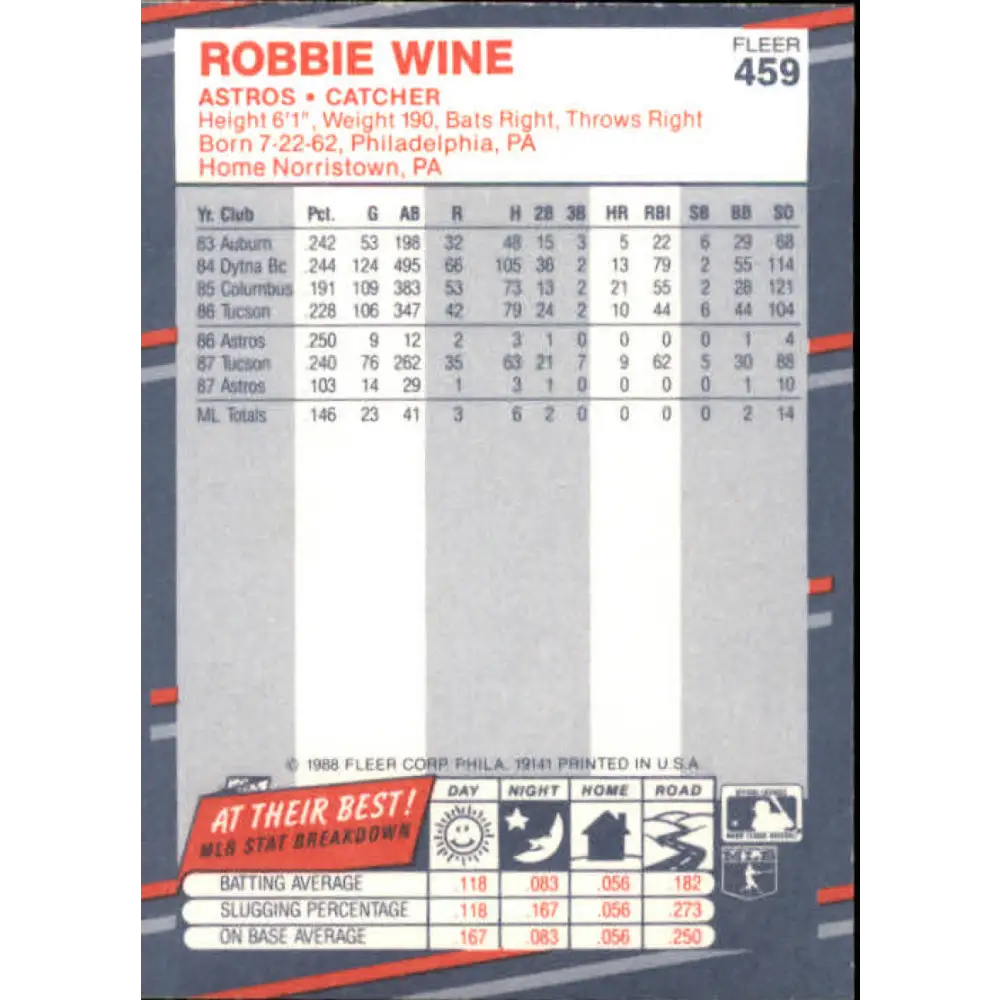 ROBBIE WINE
FLEER
459
ASTROS • CATCHER
Height 6'1", Weight 190, Bats Right, Throws Right
Born 7-22-62, Philadelphia, PA
Home Norristown, PA
Yr. Club Pct. G AB R H 2B 3B HR RBI SB BB SO
83 Auburn .242 53 198 32 48 15 3 5 22 6 29 68
84 Dytna Bc .244 124 495 66 105 36 2 13 79 2 55 114
85 Columbus .191 109 383 53 73 13 2 21 55 2 28 121
86 Tucson .228 106 347 42 79 24 2 10 44 6 44 104
86 Astros .250 9 12 2 3 1 0 0 0 0 1 4
87 Tucson .240 76 262 35 63 21 7 9 62 5 30 88
87 Astros .103 14 29 1 3 1 0 0 0 0 1 10
ML Totals .146 23 41 3 6 2 0 0 0 0 2 14
© 1988 FLEER CORP. PHILA. 19141 PRINTED IN U.S.A.
AT THEIR BEST!
MLB STAT BREAKDOWN
DAY NIGHT HOME ROAD
BATTING AVERAGE .118 .083 .056 .182
SLUGGING PERCENTAGE .118 .167 .056 .273
ON BASE AVERAGE .167 .083 .056 .250